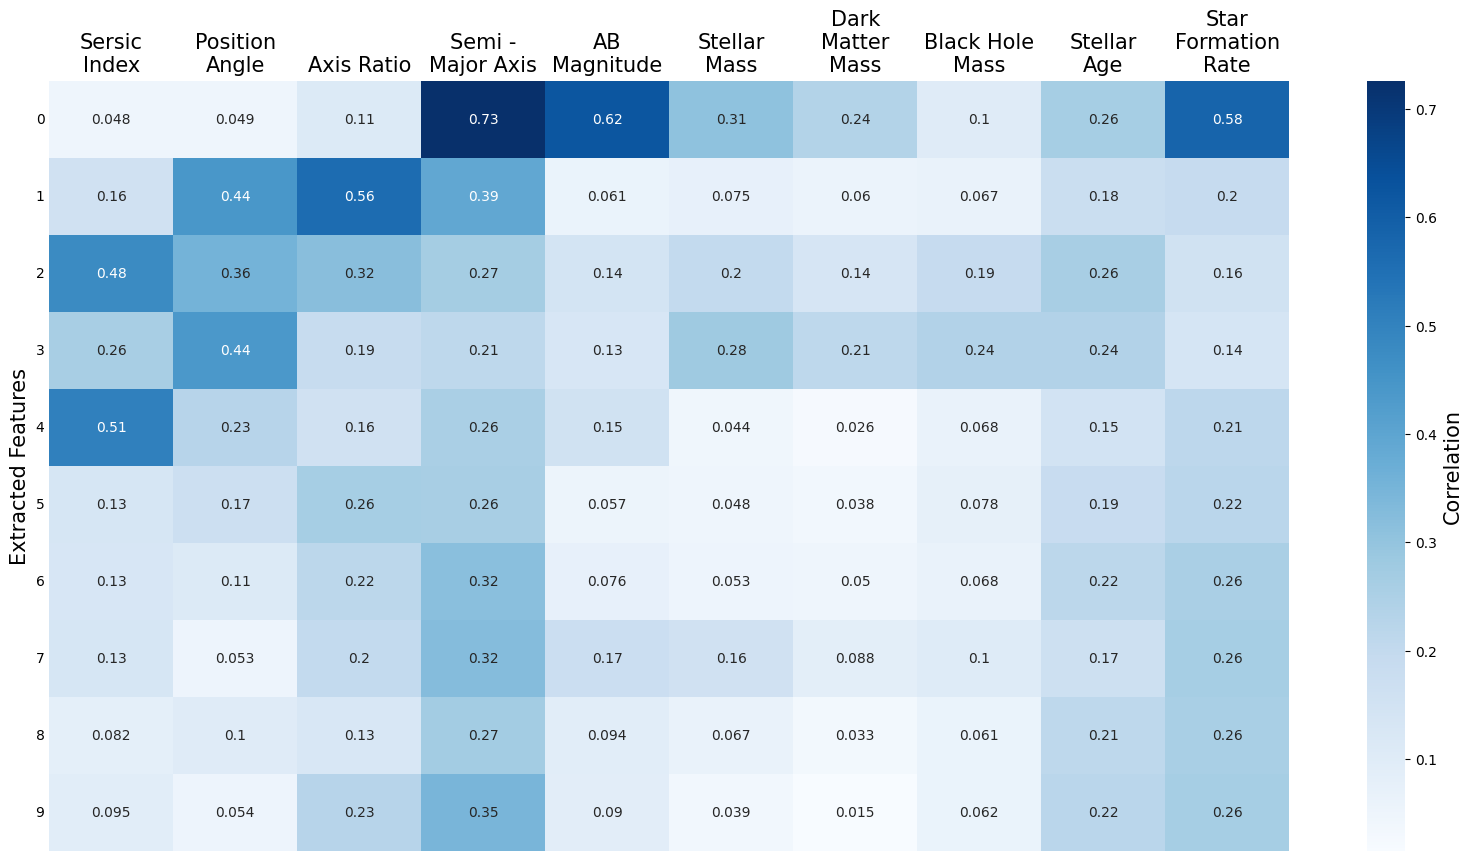 Dark
Star
Sersic Position Semi - AB Stellar Matter Black Hole Stellar Formation
Index Angle Axis Ratio Major Axis Magnitude Mass Mass Mass Age Rate
0 0.048 0.049 0.11 0.73 0.62 0.31 0.24 0.1 0.26 0.58
1 0.16 0.44 0.56 0.39 0.061 0.075 0.06 0.067 0.18 0.2
2 0.48 0.36 0.32 0.27 0.14 0.2 0.14 0.19 0.26 0.16
3 0.26 0.44 0.19 0.21 0.13 0.28 0.21 0.24 0.24 0.14
4 0.51 0.23 0.16 0.26 0.15 0.044 0.026 0.068 0.15 0.21
5 0.13 0.17 0.26 0.26 0.057 0.048 0.038 0.078 0.19 0.22
6 0.13 0.11 0.22 0.32 0.076 0.053 0.05 0.068 0.22 0.26
7 0.13 0.053 0.2 0.32 0.17 0.16 0.088 0.1 0.17 0.26
8 0.082 0.1 0.13 0.27 0.094 0.067 0.033 0.061 0.21 0.26
9 0.095 0.054 0.23 0.35 0.09 0.039 0.015 0.062 0.22 0.26
Extracted Features
0.7
0.6
0.5
0.4
0.3
0.2
0.1
Correlation